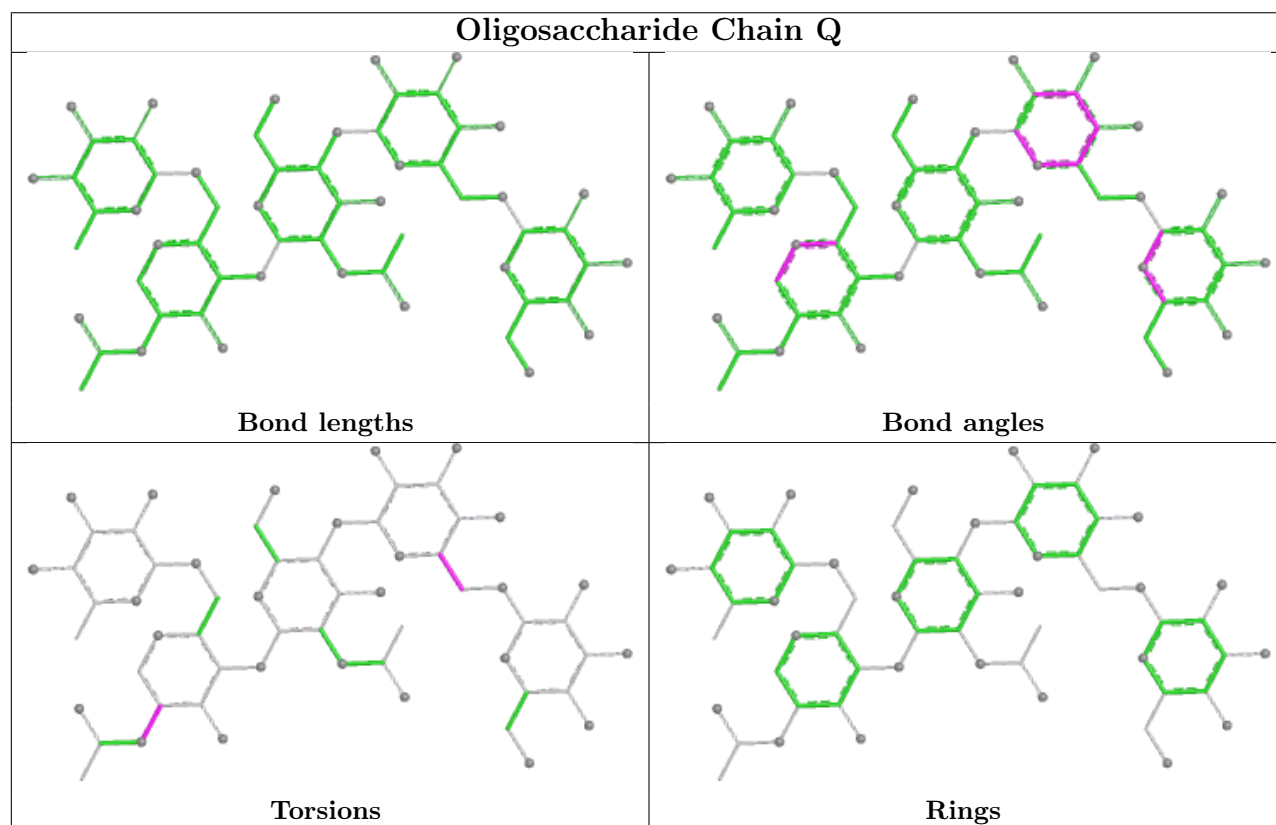 Oligosaccharide Chain Q
Bond lengths
Bond angles
Torsions
Rings